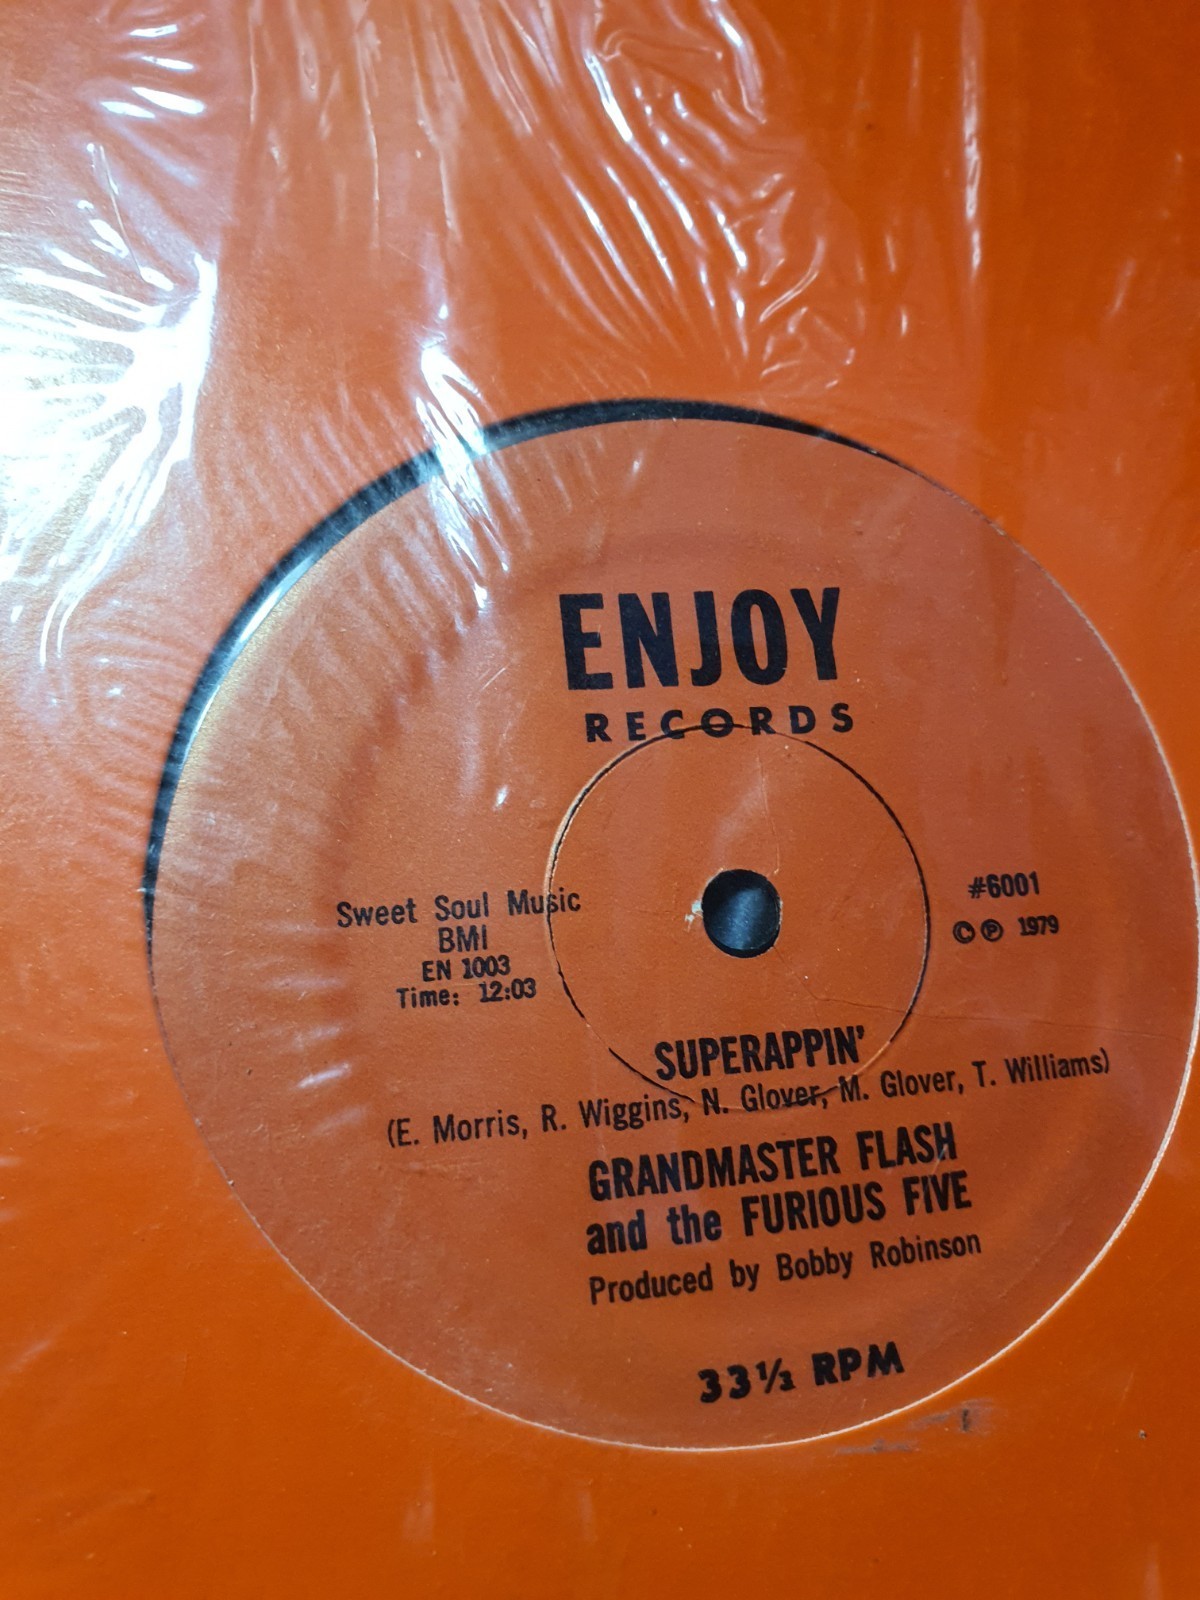 ENJOY
RECORDS
Sweet Soul Music
BMI
EN 1003
Time: 12:03
#6001
© ℗ 1979
SUPERAPPIN'
(E. Morris, R. Wiggins, N. Glover, M. Glover, T. Williams)
GRANDMASTER FLASH
and the FURIOUS FIVE
Produced by Bobby Robinson
33⅓ RPM